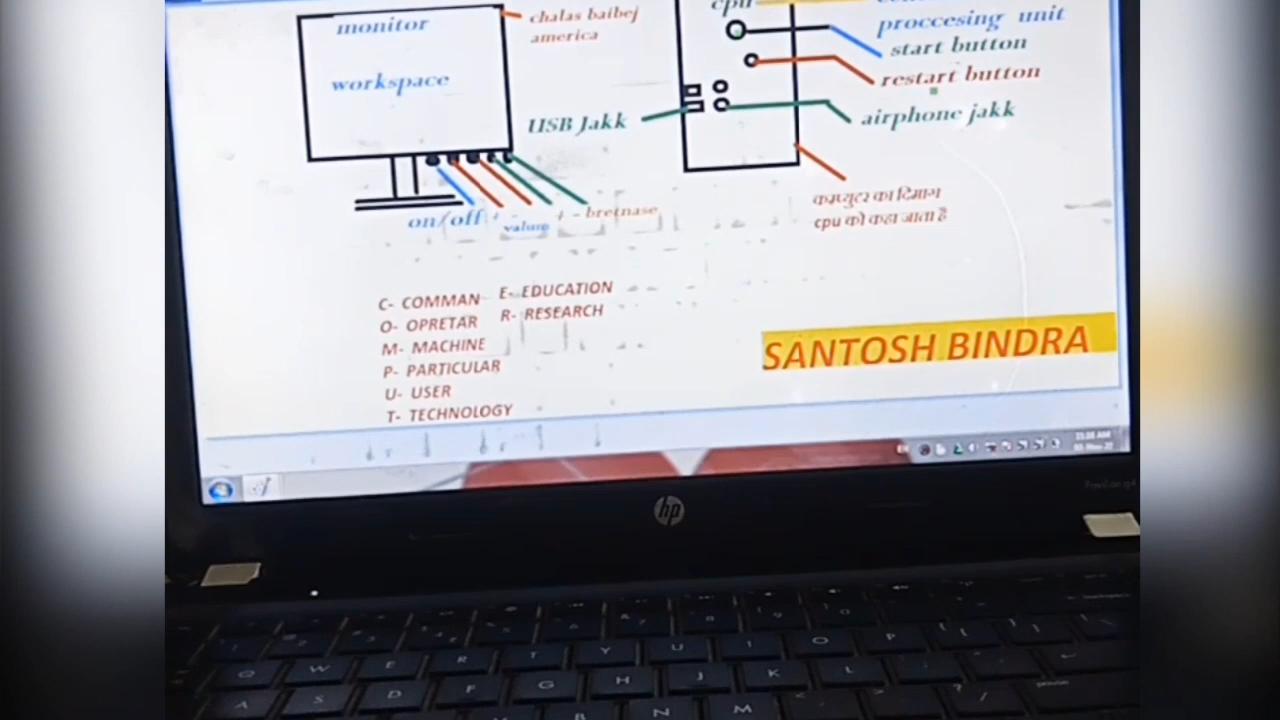 monitor
workspace
chalas baibej
america
cpu
proccesing unit
start button
restart button
USB Jakk
airphone jakk
on/off + - + - bretnase
valum
कम्प्युटर का दिमाग
cpu को कहा जाता है
C- COMMAN E- EDUCATION
O- OPRETAR R- RESEARCH
M- MACHINE
P- PARTICULAR
U- USER
T- TECHNOLOGY
SANTOSH BINDRA
hp
Q W E R T Y U I O P
A S D F G H J K L
B N M